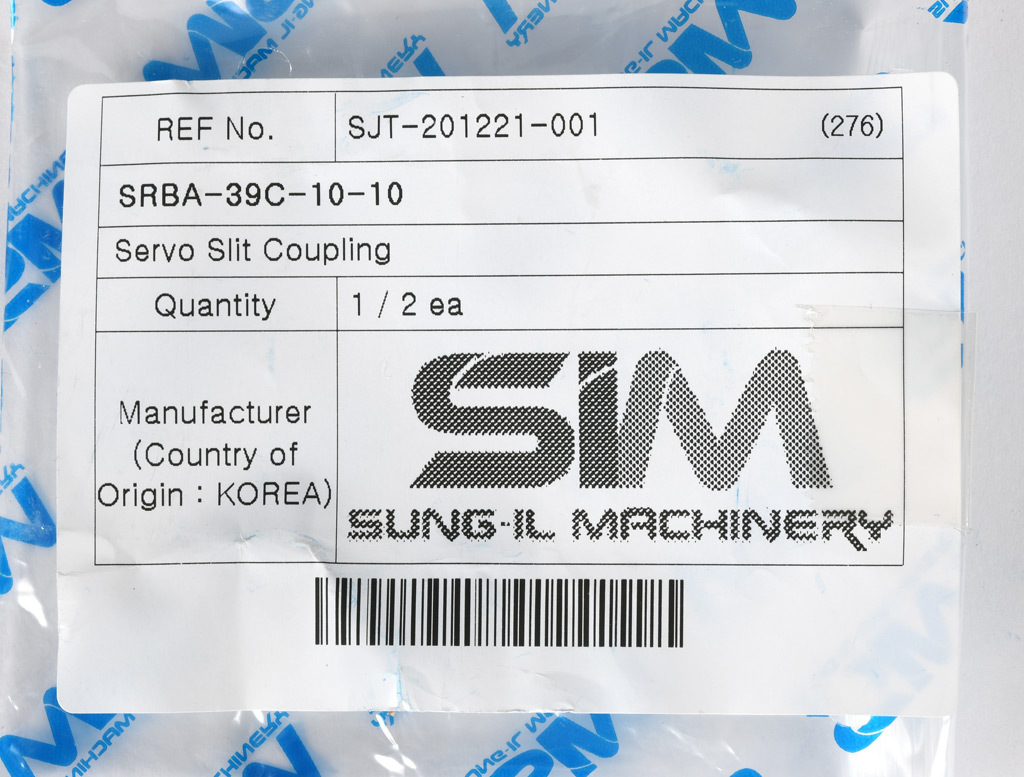 REF No. SJT-201221-001 (276)
SRBA-39C-10-10
Servo Slit Coupling
Quantity 1 / 2 ea
Manufacturer
(Country of
Origin : KOREA)
SIM
SUNG-IL MACHINERY